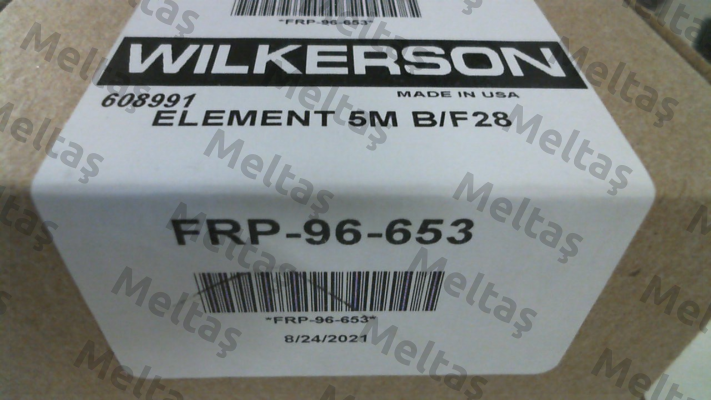 *FRP-96-653*
WILKERSON
608991
MADE IN USA
ELEMENT 5M B/F28
FRP-96-653
*FRP-96-653*
8/24/2021
Meltaş